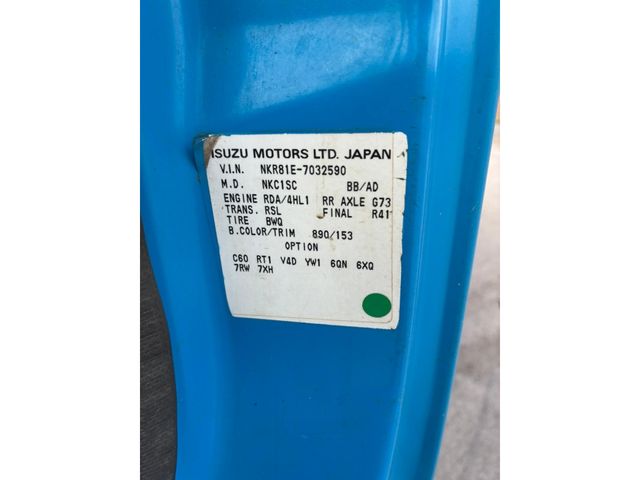 ISUZU MOTORS LTD. JAPAN
V.I.N. NKR81E-7032590
M.D. NKC1SC BB/AD
ENGINE RDA/4HL1 RR AXLE G73
TRANS. RSL FINAL R41
TIRE BWQ
B.COLOR/TRIM 890/153
OPTION
C60 RT1 V4D YW1 6QN 6XQ
7RW 7XH